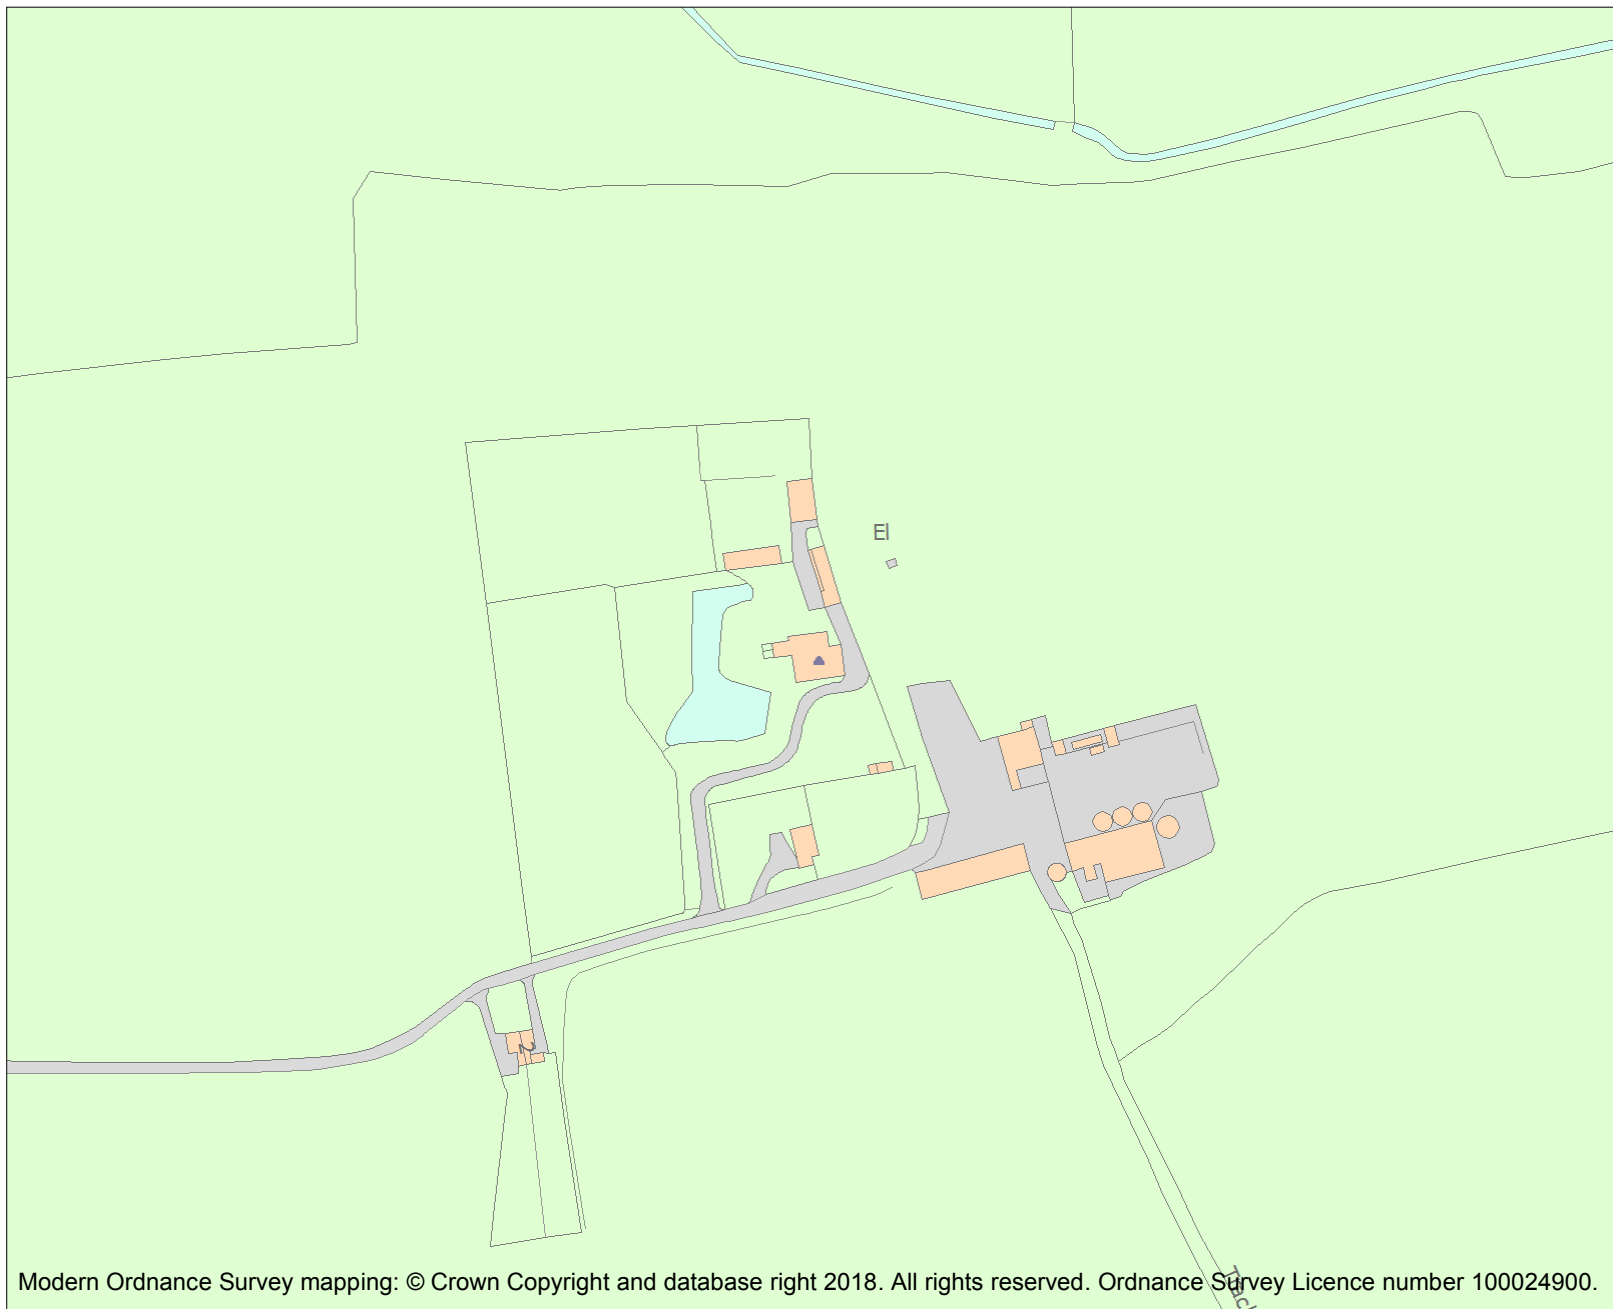 El
2
Modern Ordnance Survey mapping: © Crown Copyright and database right 2018. All rights reserved. Ordnance Survey Licence number 100024900.